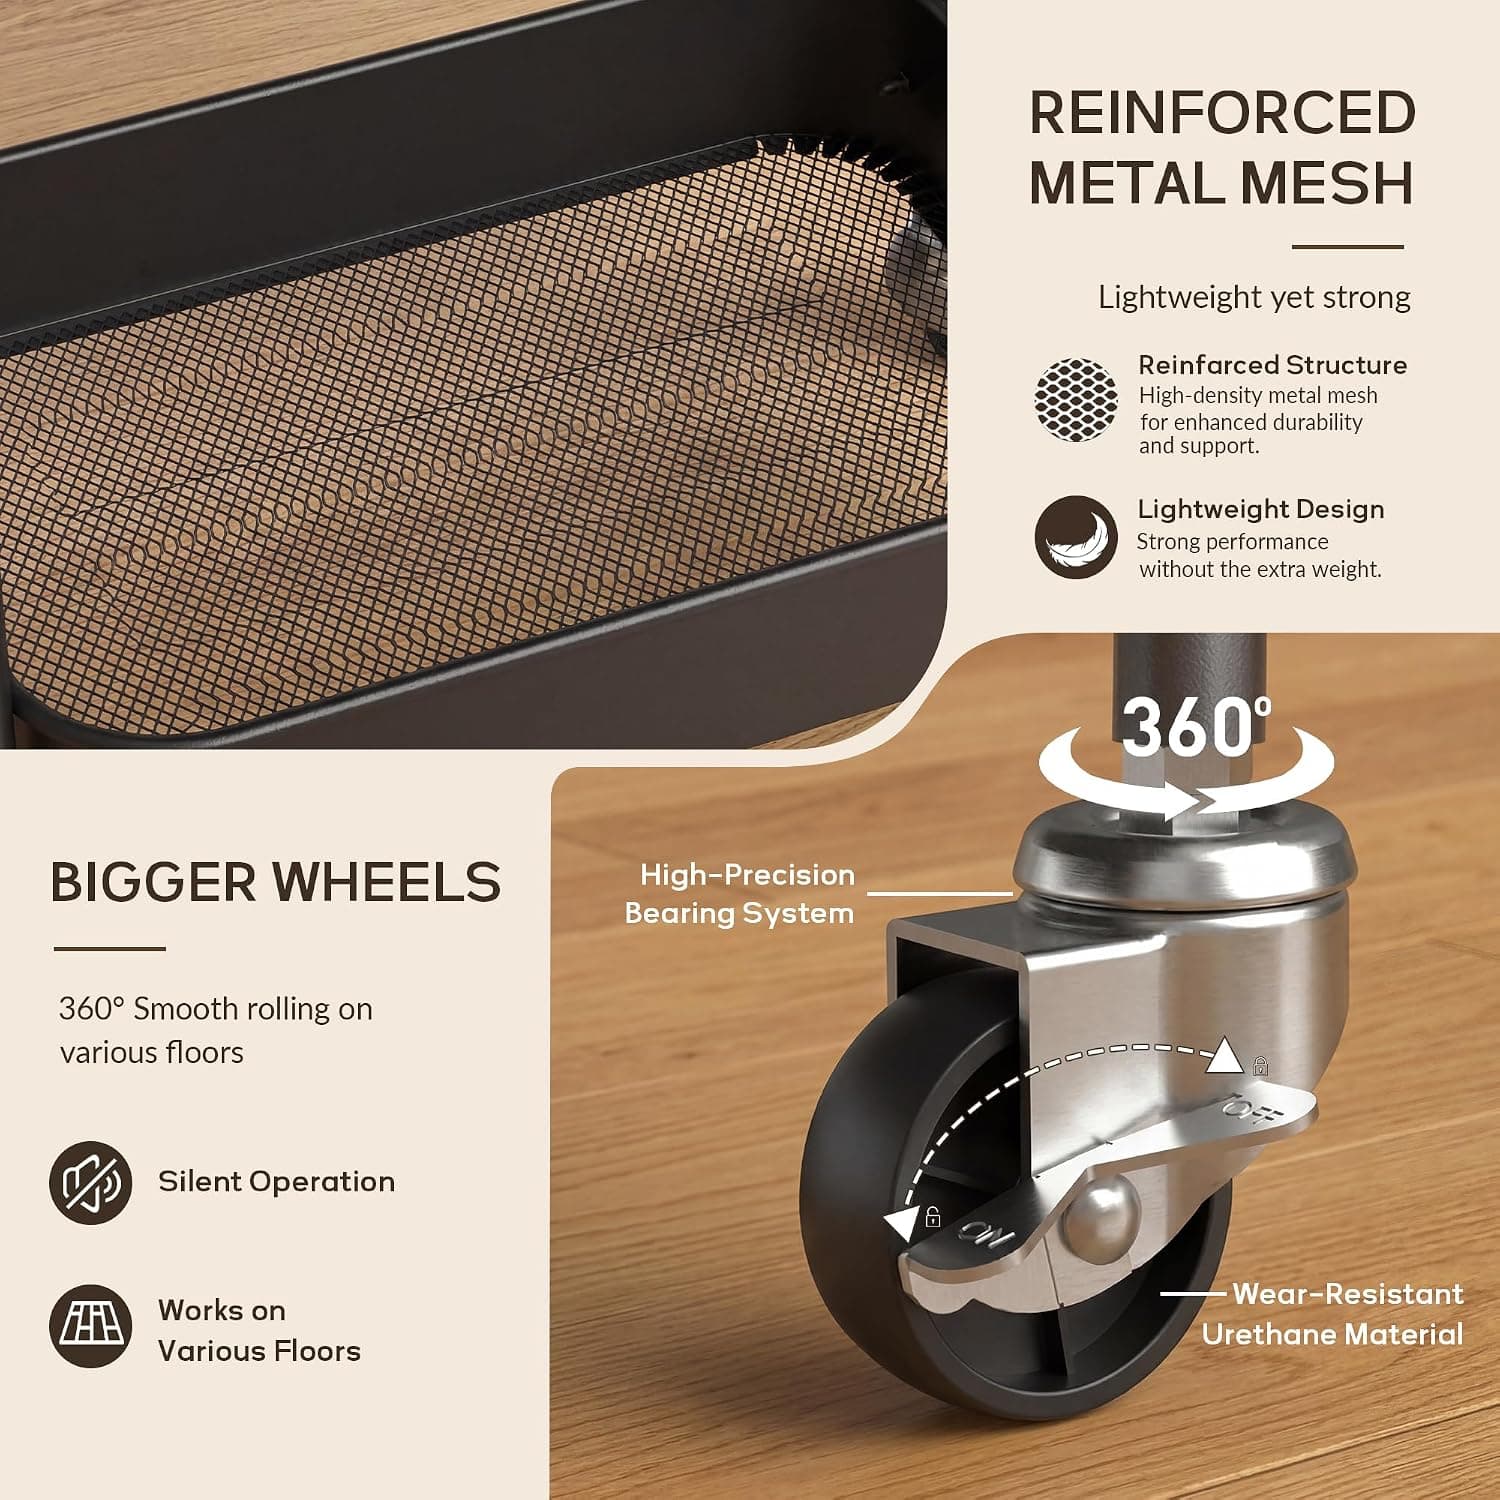 REINFORCED
METAL MESH
Lightweight yet strong
Reinfarced Structure
High-density metal mesh
for enhanced durability
and support.
Lightweight Design
Strong performance
without the extra weight.
360°
BIGGER WHEELS
360° Smooth rolling on
various floors
Silent Operation
Works on
Various Floors
High-Precision
Bearing System
OFF
ON
Wear-Resistant
Urethane Material